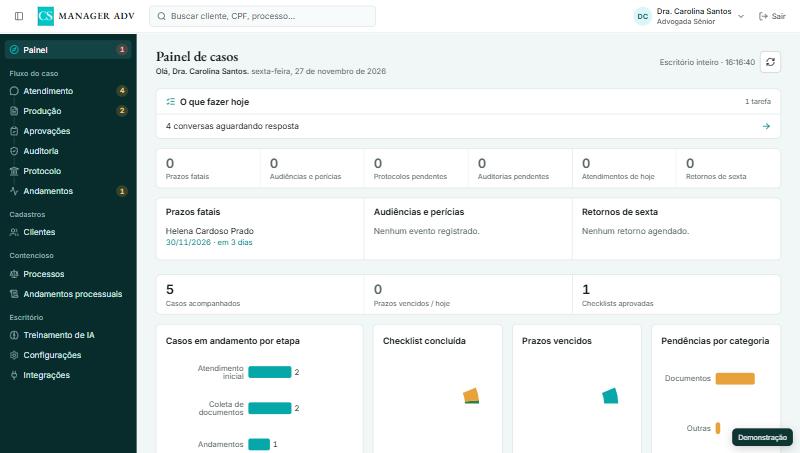 CS MANAGER ADV
Buscar cliente, CPF, processo...
DC
Dra. Carolina Santos
Advogada Sênior
Sair
Painel 1
Fluxo do caso
Atendimento 4
Produção 2
Aprovações
Auditoria
Protocolo
Andamentos 1
Cadastros
Clientes
Contencioso
Processos
Andamentos processuais
Escritório
Treinamento de IA
Configurações
Integrações
Painel de casos
Olá, Dra. Carolina Santos. sexta-feira, 27 de novembro de 2026
Escritório inteiro · 16:16:40
O que fazer hoje
1 tarefa
4 conversas aguardando resposta
0
Prazos fatais
0
Audiências e perícias
0
Protocolos pendentes
0
Auditorias pendentes
0
Atendimentos de hoje
0
Retornos de sexta
Prazos fatais
Helena Cardoso Prado
30/11/2026 · em 3 dias
Audiências e perícias
Nenhum evento registrado.
Retornos de sexta
Nenhum retorno agendado.
5
Casos acompanhados
0
Prazos vencidos / hoje
1
Checklists aprovadas
Casos em andamento por etapa
Atendimento
inicial
2
Coleta de
documentos
2
Andamentos 1
Checklist concluída
Prazos vencidos
Pendências por categoria
Documentos
Outras
Demonstração